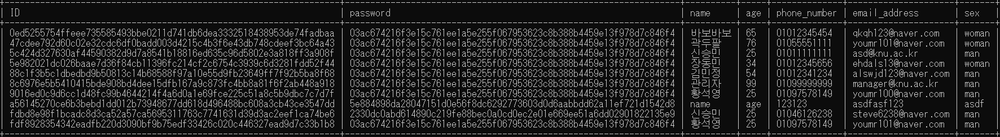 ID password name age phone_number email_address sex
0ed5255754ffeee735585493bbe0211d741db6dea3332518438953de74fadbaa 03ac674216f3e15c761ee1a5e255f067953623c8b388b4459e13f978d7c846f4 바보바보 65 01012345454 qkqh123@naver.com woman
47cdee792d60c02e32cdc6df0badd003d4215c4b3f6e43db748cdeef3bc64a43 03ac674216f3e15c761ee1a5e255f067953623c8b388b4459e13f978d7c846f4 곽두팔 76 01055551111 youmr101@naver.com woman
5c424d327630af44590382d9d7a8541b18816ed635c96d5802e3a818ff3a908f 03ac674216f3e15c761ee1a5e255f067953623c8b388b4459e13f978d7c846f4 신승민 25 01011111111 asd@knu.ac.kr man
5e982021dc026baae7d36f84cb11396fc214cf2c6754c3939c6d3281fdd52f44 03ac674216f3e15c761ee1a5e255f067953623c8b388b4459e13f978d7c846f4 장동민 34 01012345656 ehdals13@naver.com woman
88c1f3b5c1dbedbd9b50813c14b68588f97a10e55d9fb23649ff7f92b5ba8f68 03ac674216f3e15c761ee1a5e255f067953623c8b388b4459e13f978d7c846f4 김민정 54 01012341234 alswjd123@naver.com man
8c6976e5b5410415bde908bd4dee15dfb167a9c873fc4bb8a81f6f2ab448a918 03ac674216f3e15c761ee1a5e255f067953623c8b388b4459e13f978d7c846f4 관리자 99 01099999999 manager@knu.ac.kr man
9016ed0c9d6cc1d48fc99b4644214f4a6d0a1e69fce225c51a8c5b9dbc7c7d7f 03ac674216f3e15c761ee1a5e255f067953623c8b388b4459e13f978d7c846f4 황석영 25 01097578149 youmr100@naver.com man
a56145270ce6b3bebd1dd012b73948677dd618d496488bc608a3cb43ce3547dd 5e884898da28047151d0e56f8dc6292773603d0d6aabbdd62a11ef721d1542d8 name age 123123 asdfasf123 asdf
fdbd8e98f1bcadc8d3ca52a57ca5695311763c7741631d39d3ac2eef1ca74be6 2330dc0abd614890c219fe88bec0a0cd0ec2e01e669ee51a6dd02901822135e9 신승민 25 01046126238 steve6238@naver.com man
fdf8928354342eadfb220d3090bf9b75edf33426c020c446327ead9d7c33b1b8 03ac674216f3e15c761ee1a5e255f067953623c8b388b4459e13f978d7c846f4 황석영 25 01097578149 youmr101@naver.com man